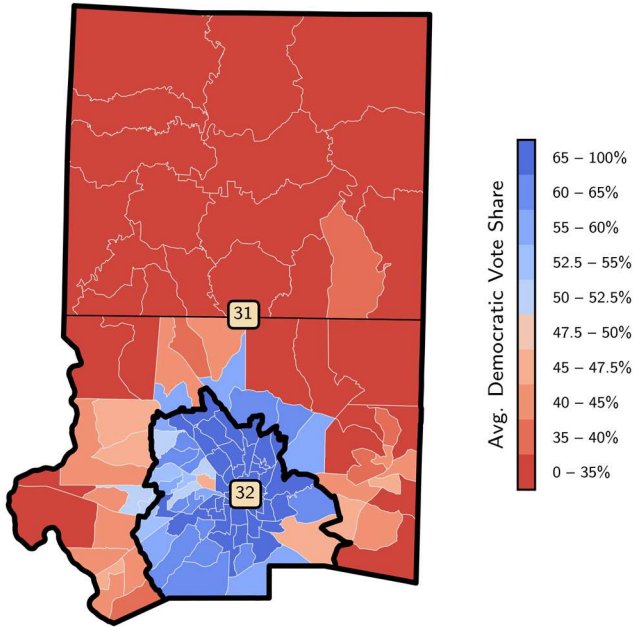 31
32
Avg. Democratic Vote Share
65 – 100%
60 – 65%
55 – 60%
52.5 – 55%
50 – 52.5%
47.5 – 50%
45 – 47.5%
40 – 45%
35 – 40%
0 – 35%